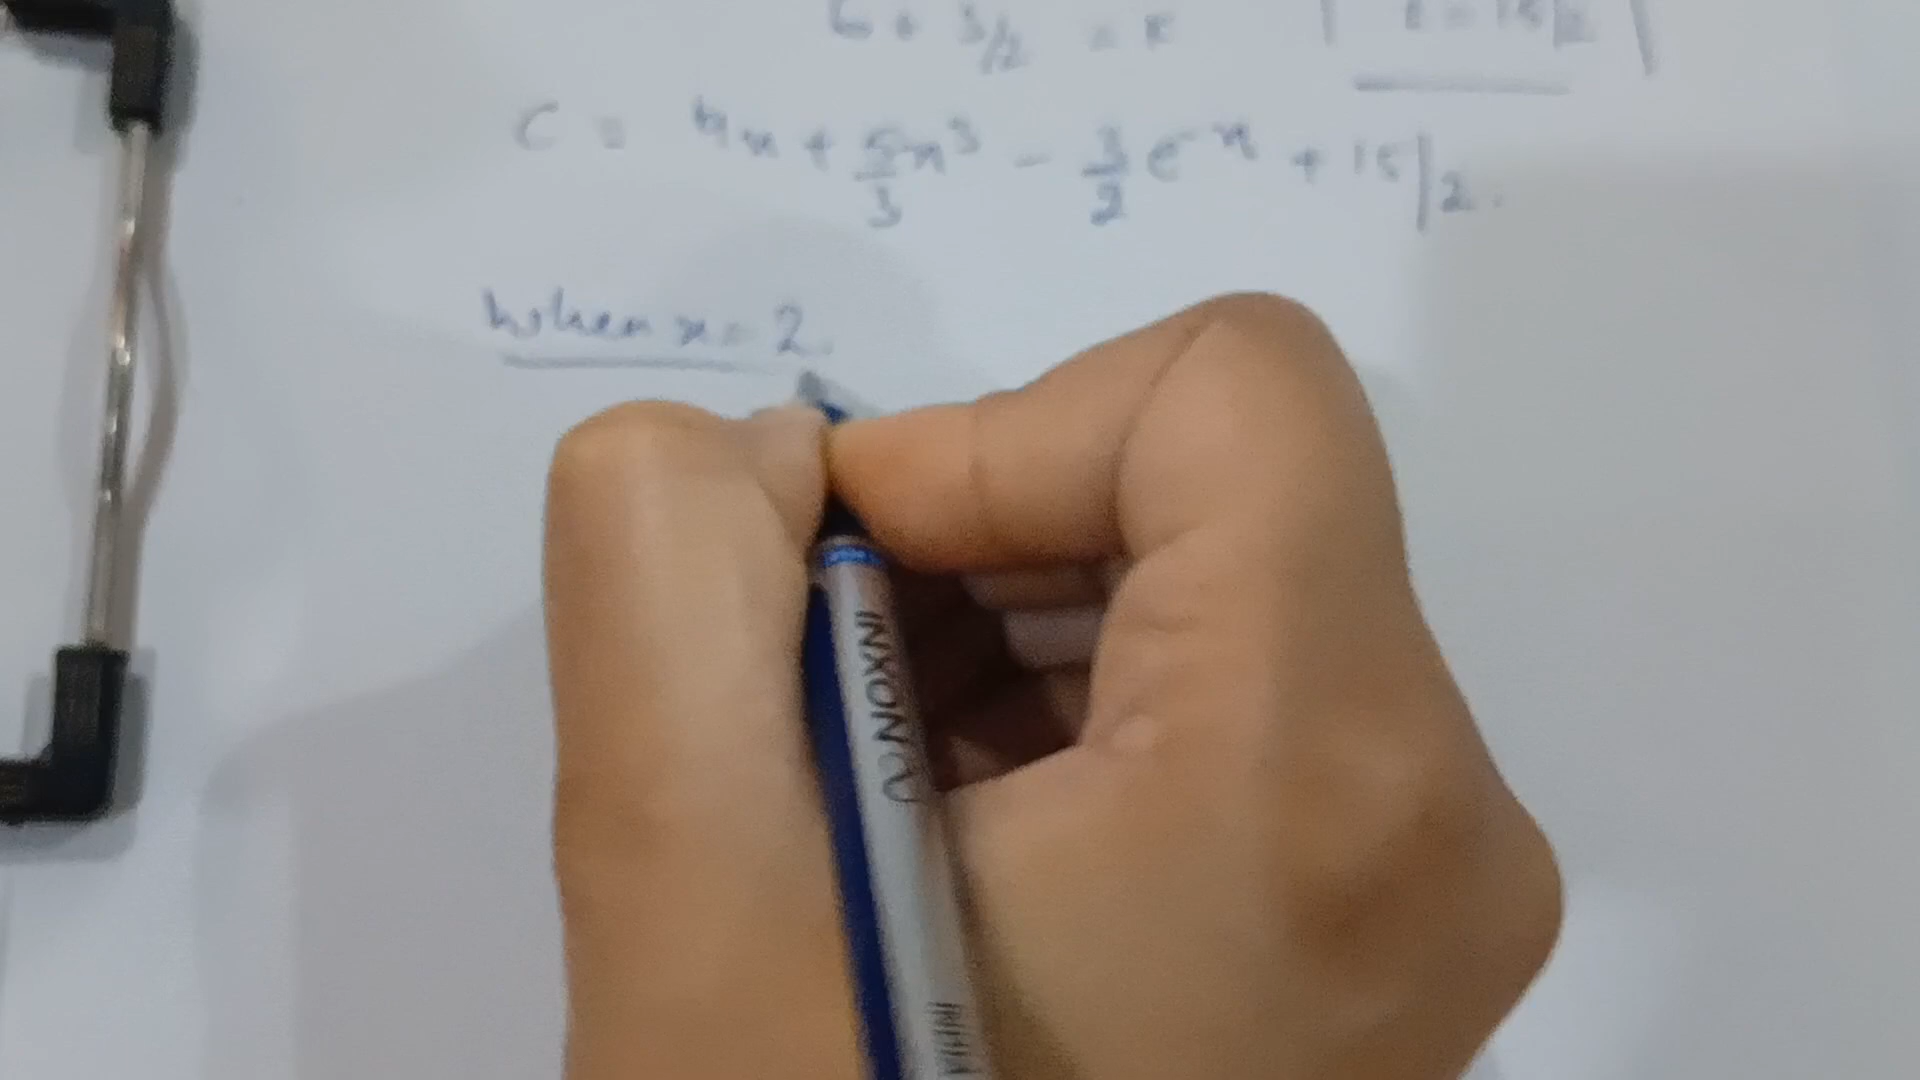 6 + 3/2 = k k = 15/2
C = 4x + 5/3 x³ - 3/2 e⁻ˣ + 15/2.
when x = 2.
INXON